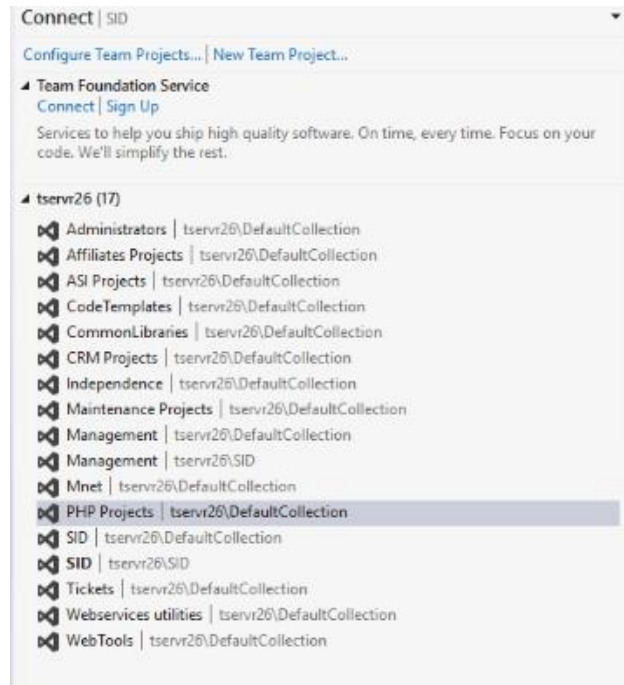 Connect | SID
Configure Team Projects... | New Team Project...
Team Foundation Service
Connect | Sign Up
Services to help you ship high quality software. On time, every time. Focus on your
code. We'll simplify the rest.
tservr26 (17)
Administrators | tservr26\DefaultCollection
Affiliates Projects | tservr26\DefaultCollection
ASI Projects | tservr26\DefaultCollection
CodeTemplates | tservr26\DefaultCollection
CommonLibraries | tservr26\DefaultCollection
CRM Projects | tservr26\DefaultCollection
Independence | tservr26\DefaultCollection
Maintenance Projects | tservr26\DefaultCollection
Management | tservr26\DefaultCollection
Management | tservr26\SID
Mnet | tservr26\DefaultCollection
PHP Projects | tservr26\DefaultCollection
SID | tservr26\DefaultCollection
SID | tservr26\SID
Tickets | tservr26\DefaultCollection
Webservices utilities | tservr26\DefaultCollection
WebTools | tservr26\DefaultCollection